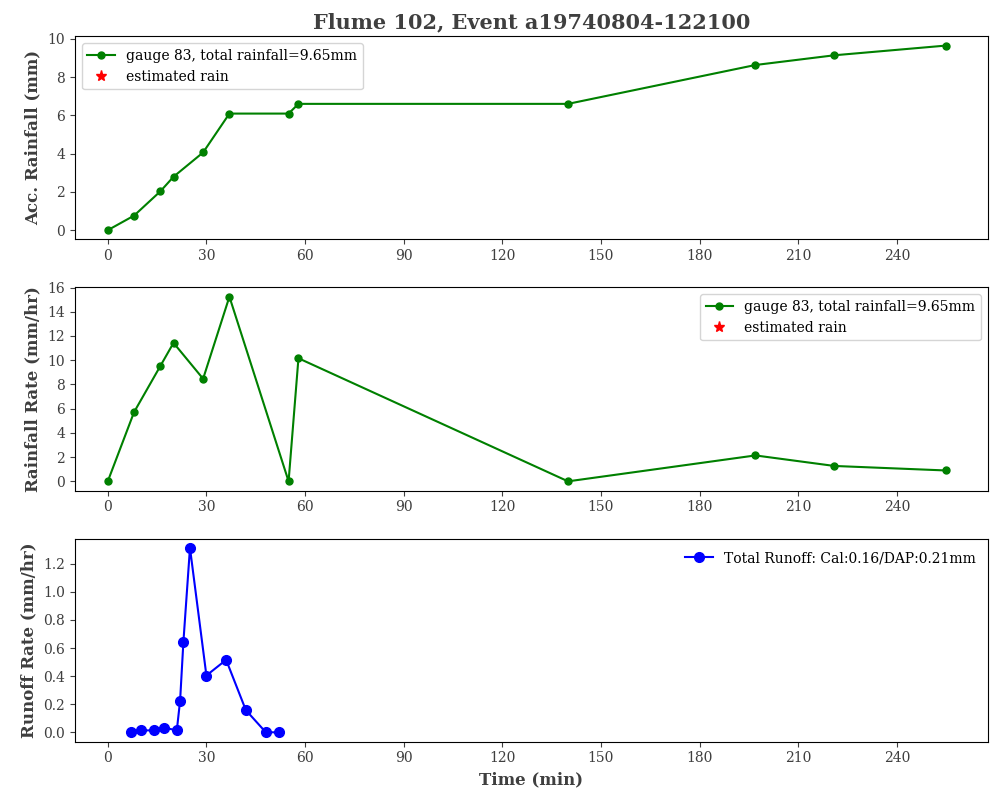 Flume 102, Event a19740804-122100
Acc. Rainfall (mm)
10
8
6
4
2
0
gauge 83, total rainfall=9.65mm
estimated rain
0 30 60 90 120 150 180 210 240
Rainfall Rate (mm/hr)
16
14
12
10
8
6
4
2
0
gauge 83, total rainfall=9.65mm
estimated rain
0 30 60 90 120 150 180 210 240
Runoff Rate (mm/hr)
1.2
1.0
0.8
0.6
0.4
0.2
0.0
Total Runoff: Cal:0.16/DAP:0.21mm
0 30 60 90 120 150 180 210 240
Time (min)